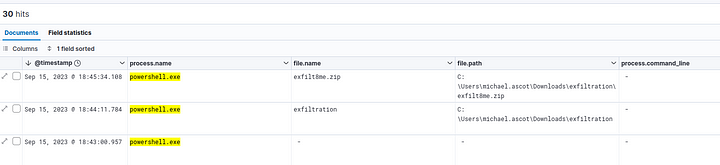 30 hits
Documents Field statistics
Columns 1 field sorted
@timestamp process.name file.name file.path process.command_line
Sep 15, 2023 @ 18:45:34.108 powershell.exe exfilt8me.zip C: -
\Users\michael.ascot\Downloads\exfiltration\
exfilt8me.zip
Sep 15, 2023 @ 18:44:11.784 powershell.exe exfiltration C: -
\Users\michael.ascot\Downloads\exfiltration
Sep 15, 2023 @ 18:43:00.957 powershell.exe - - -